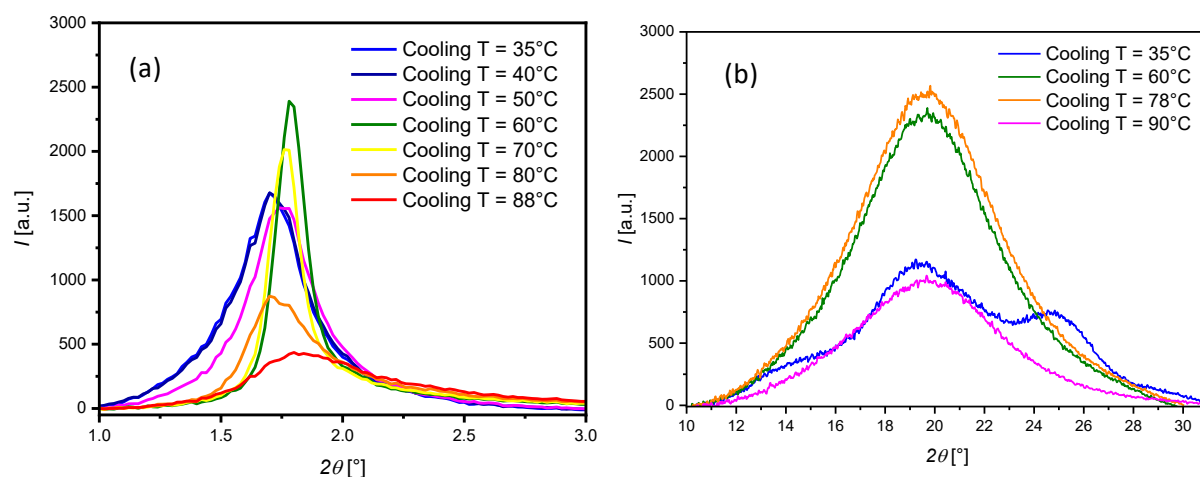 (a)
3000
2500
2000
1500
1000
500
0
I [a.u.]
Cooling T = 35°C
Cooling T = 40°C
Cooling T = 50°C
Cooling T = 60°C
Cooling T = 70°C
Cooling T = 80°C
Cooling T = 88°C
1.0 1.5 2.0 2.5 3.0
2θ [°]
(b)
3000
2500
2000
1500
1000
500
0
I [a.u.]
Cooling T = 35°C
Cooling T = 60°C
Cooling T = 78°C
Cooling T = 90°C
10 12 14 16 18 20 22 24 26 28 30
2θ [°]